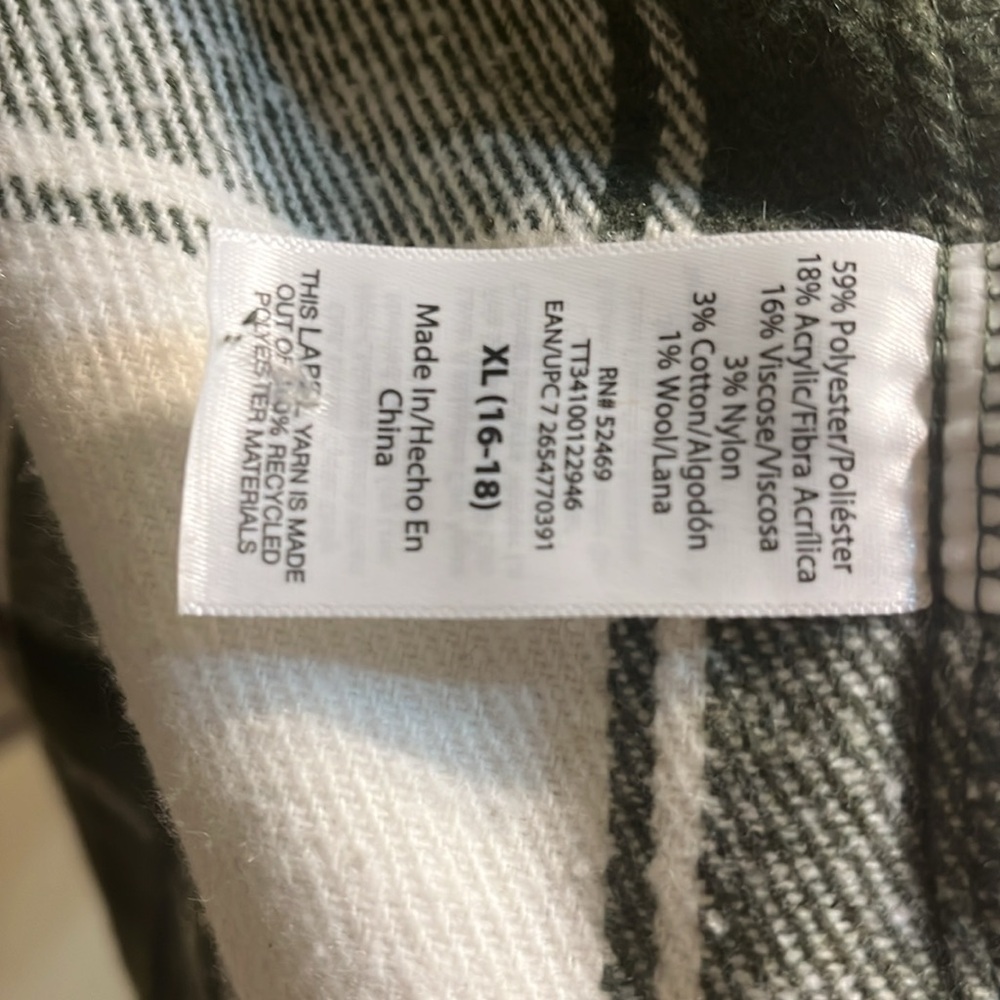 59% Polyester/Poliéster
18% Acrylic/Fibra Acrílica
16% Viscose/Viscosa
3% Nylon
3% Cotton/Algodón
1% Wool/Lana
RN# 52469
TT34100122946
EAN/UPC 7 26547 70391
XL (16-18)
Made In/Hecho En
China
THIS LABEL YARN IS MADE
OUT OF RECYCLED
POLYESTER MATERIALS